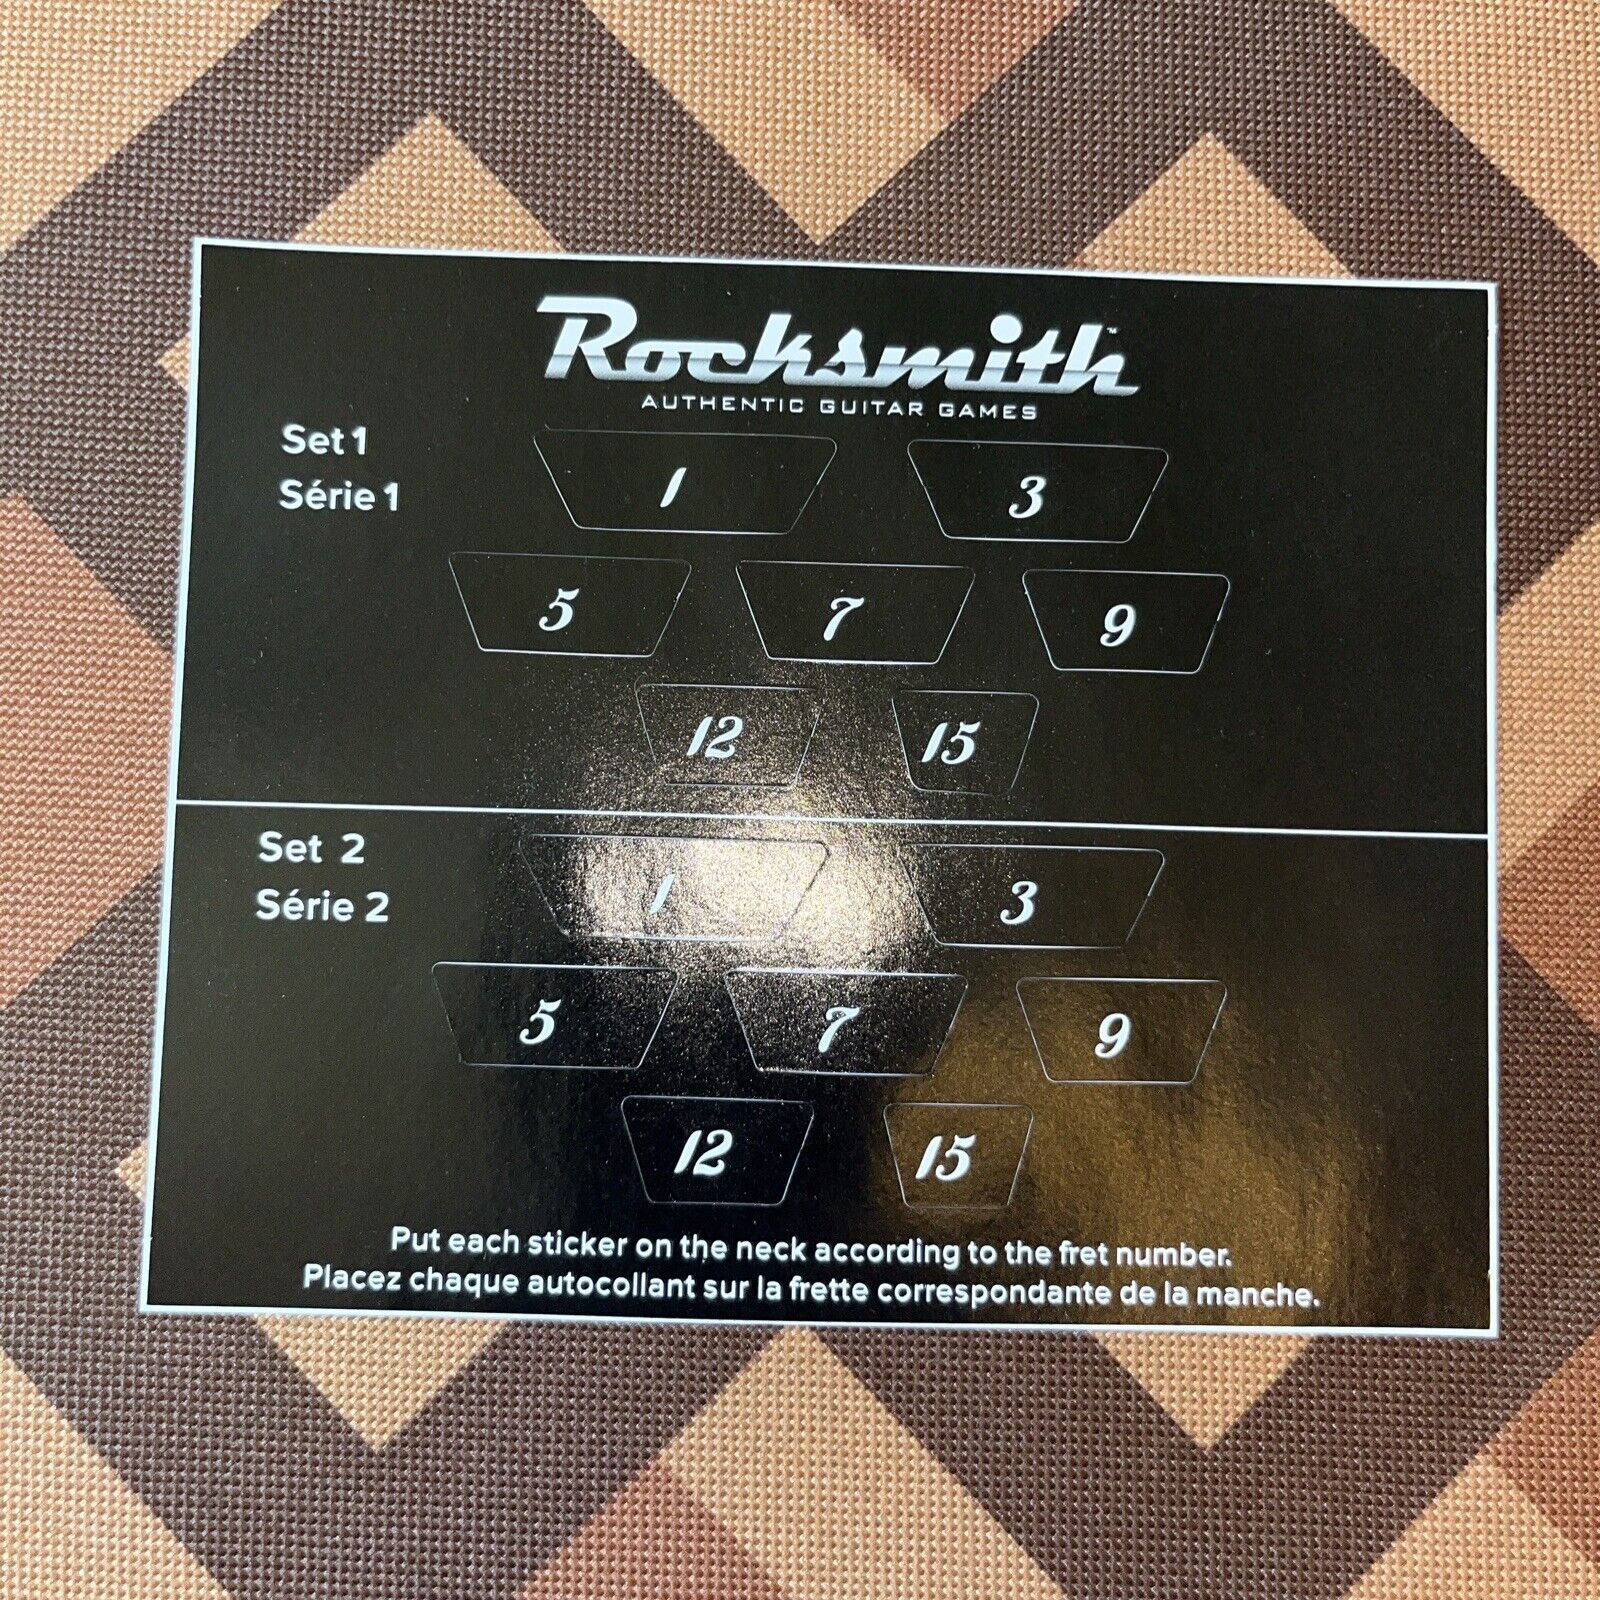 Rocksmith™
AUTHENTIC GUITAR GAMES
Set 1
Série 1
1 3
5 7 9
12 15
Set 2
Série 2
1 3
5 7 9
12 15
Put each sticker on the neck according to the fret number.
Placez chaque autocollant sur la frette correspondante de la manche.